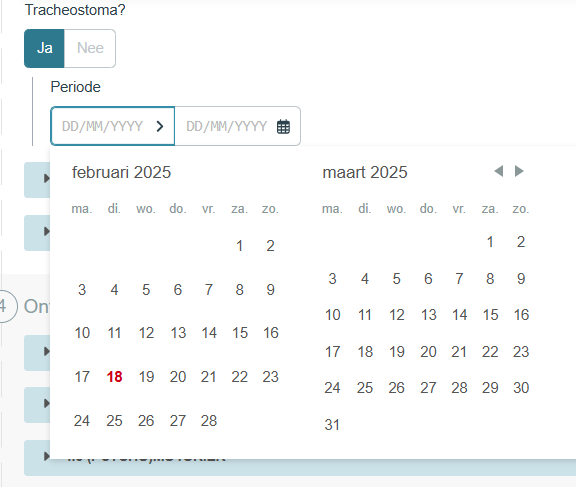 Tracheostoma?
Ja Nee
Periode
DD/MM/YYYY DD/MM/YYYY
februari 2025
ma. di. wo. do. vr. za. zo.
1 2
3 4 5 6 7 8 9
10 11 12 13 14 15 16
17 18 19 20 21 22 23
24 25 26 27 28
maart 2025
ma. di. wo. do. vr. za. zo.
1 2
3 4 5 6 7 8 9
10 11 12 13 14 15 16
17 18 19 20 21 22 23
24 25 26 27 28 29 30
31
4 On